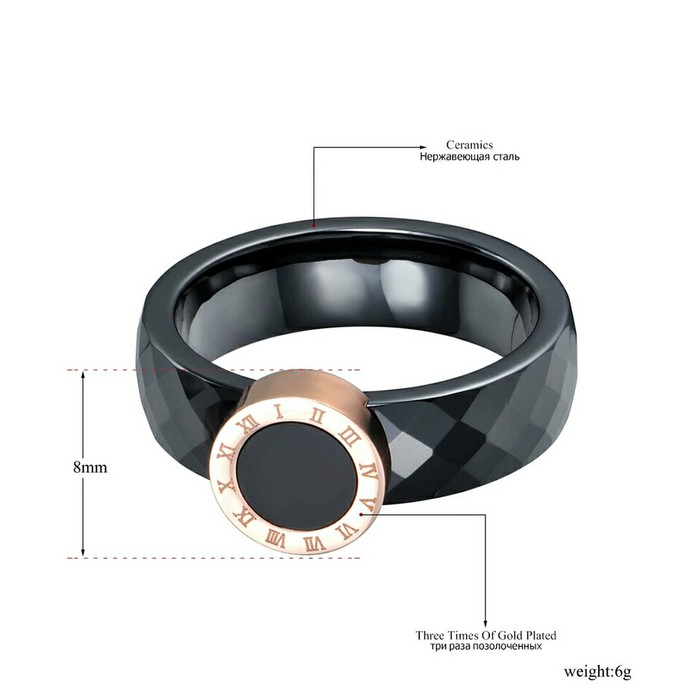 Ceramics
Нержавеющая сталь
XII I II III IV V VI VII VIII IX X XI
8mm
Three Times Of Gold Plated
три раза позолоченных
weight:6g